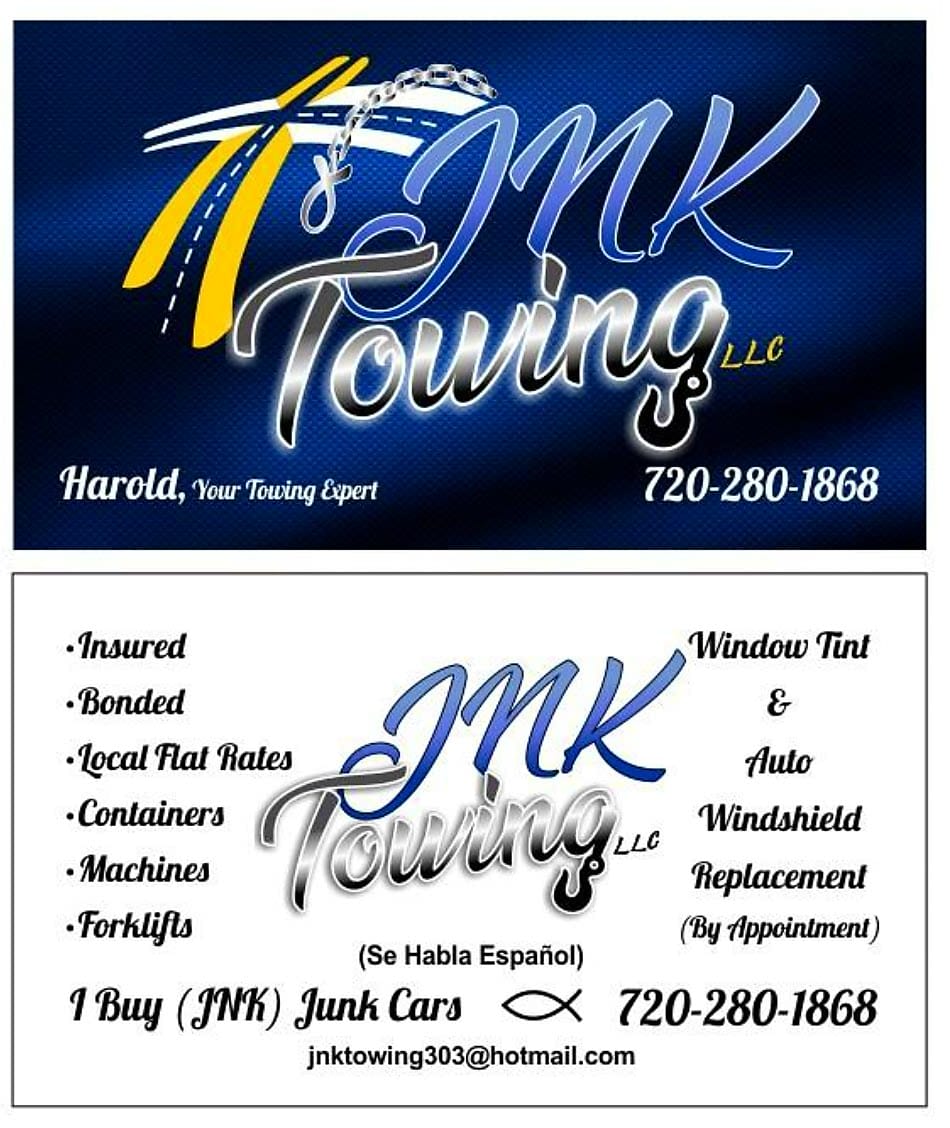 JNK
Towing LLC
Harold, Your Towing Expert
720-280-1868
·Insured
·Bonded
·Local Flat Rates
·Containers
·Machines
·Forklifts
JNK
Towing LLC
(Se Habla Español)
Window Tint
&
Auto
Windshield
Replacement
(By Appointment)
I Buy (JNK) Junk Cars
720-280-1868
jnktowing303@hotmail.com